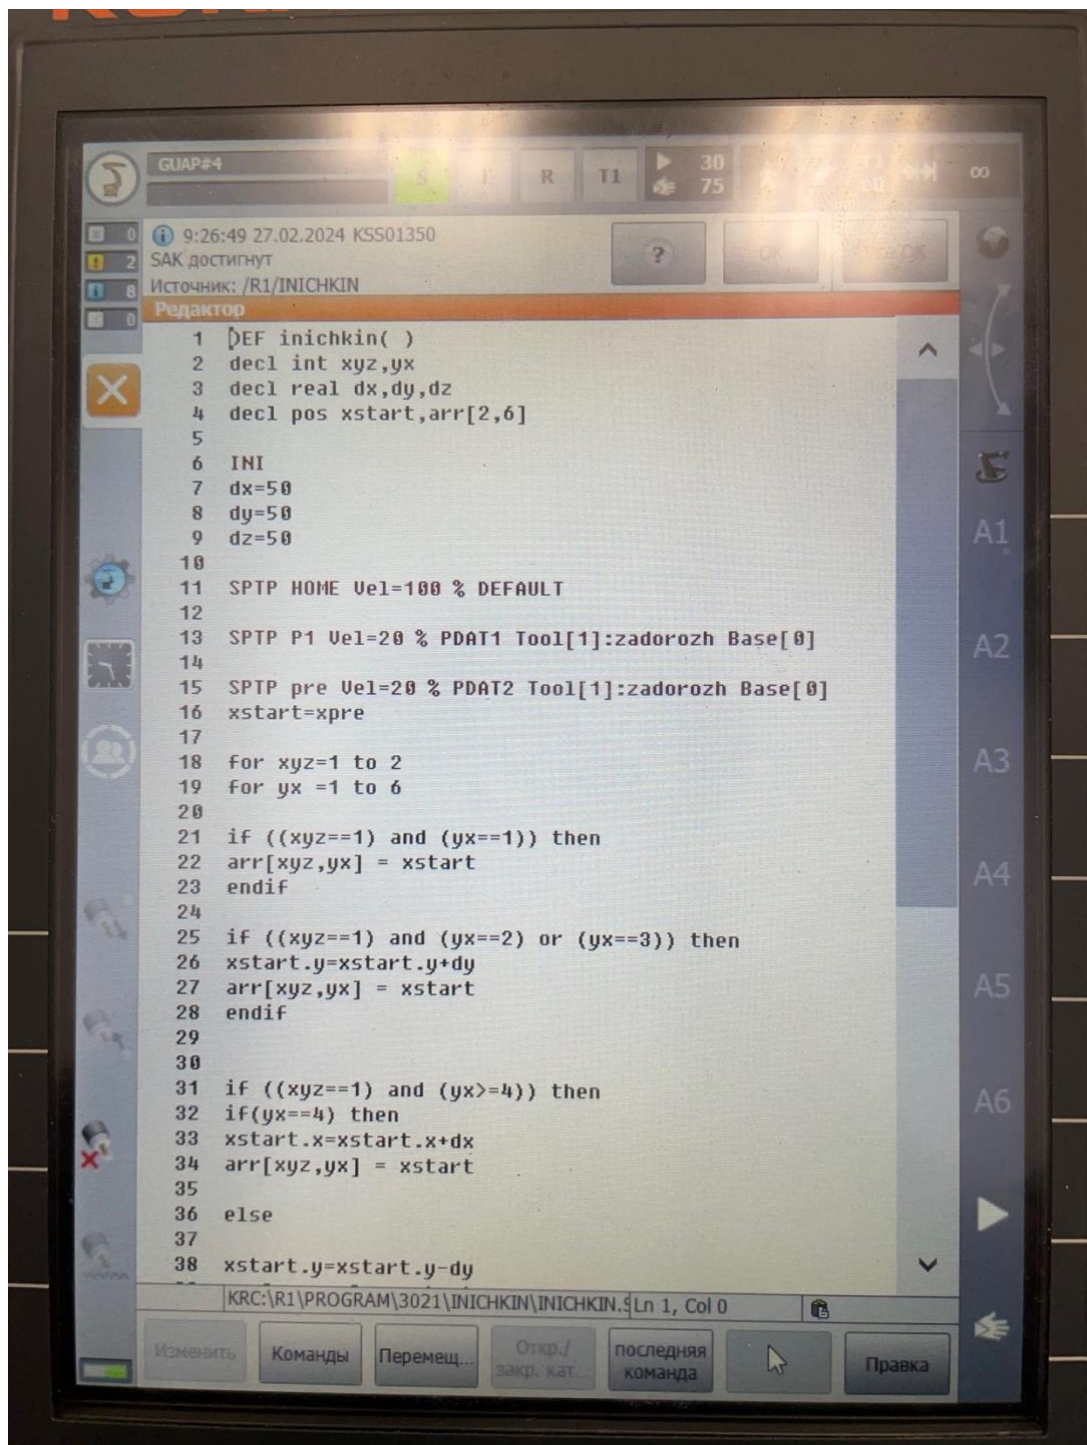 GUAP#4
S I R T1 30 75 ∞
0 9:26:49 27.02.2024 KSS01350
2 SAK достигнут ? OK
8 Источник: /R1/INICHKIN
0 Редактор
1 DEF inichkin( )
2 decl int xyz,yx
3 decl real dx,dy,dz
4 decl pos xstart,arr[2,6]
5
6 INI
7 dx=50
8 dy=50
9 dz=50
10
11 SPTP HOME Vel=100 % DEFAULT
12
13 SPTP P1 Vel=20 % PDAT1 Tool[1]:zadorozh Base[0]
14
15 SPTP pre Vel=20 % PDAT2 Tool[1]:zadorozh Base[0]
16 xstart=xpre
17
18 for xyz=1 to 2
19 for yx =1 to 6
20
21 if ((xyz==1) and (yx==1)) then
22 arr[xyz,yx] = xstart
23 endif
24
25 if ((xyz==1) and (yx==2) or (yx==3)) then
26 xstart.y=xstart.y+dy
27 arr[xyz,yx] = xstart
28 endif
29
30
31 if ((xyz==1) and (yx>=4)) then
32 if(yx==4) then
33 xstart.x=xstart.x+dx
34 arr[xyz,yx] = xstart
35
36 else
37
38 xstart.y=xstart.y-dy
KRC:\R1\PROGRAM\3021\INICHKIN\INICHKIN.S Ln 1, Col 0
Изменить
Команды
Перемещ...
Откр./
закр. кат...
последняя
команда
Правка
A1
A2
A3
A4
A5
A6